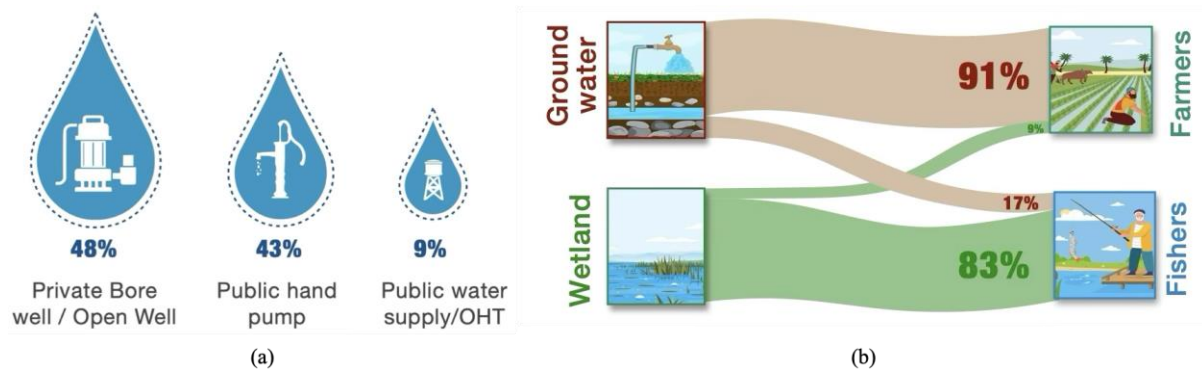 48%
Private Bore
well / Open Well
43%
Public hand
pump
9%
Public water
supply/OHT
(a)
Ground
water
Wetland
91%
9%
17%
83%
Farmers
Fishers
(b)